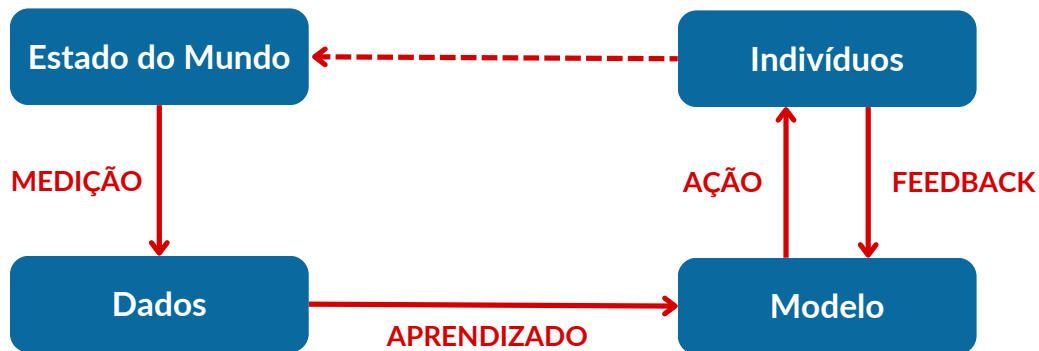 Estado do Mundo
Indivíduos
MEDIÇÃO
AÇÃO
FEEDBACK
Dados
Modelo
APRENDIZADO